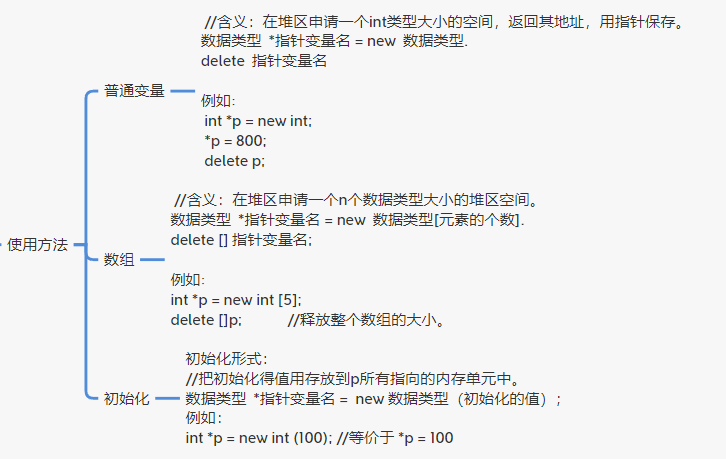 使用方法
普通变量
//含义：在堆区申请一个int类型大小的空间，返回其地址，用指针保存。
数据类型 *指针变量名 = new 数据类型.
delete 指针变量名
例如:
int *p = new int;
*p = 800;
delete p;
数组
//含义：在堆区申请一个n个数据类型大小的堆区空间。
数据类型 *指针变量名 = new 数据类型[元素的个数].
delete [] 指针变量名;
例如:
int *p = new int [5];
delete []p; //释放整个数组的大小。
初始化
初始化形式：
//把初始化得值用存放到p所有指向的内存单元中。
数据类型 *指针变量名 = new 数据类型（初始化的值）;
例如：
int *p = new int (100); //等价于 *p = 100